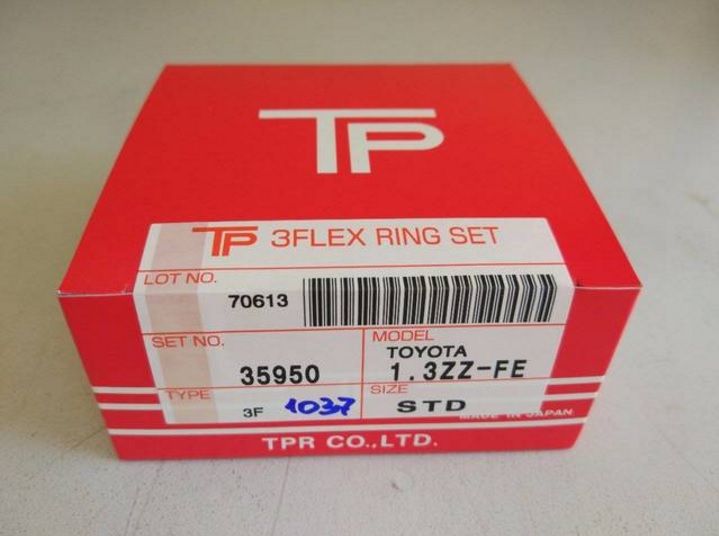 TP
TP 3FLEX RING SET
LOT NO.
70613
SET NO.
35950
MODEL
TOYOTA
1.3ZZ-FE
TYPE
3F 1037
SIZE
STD
MADE IN JAPAN
TPR CO.,LTD.